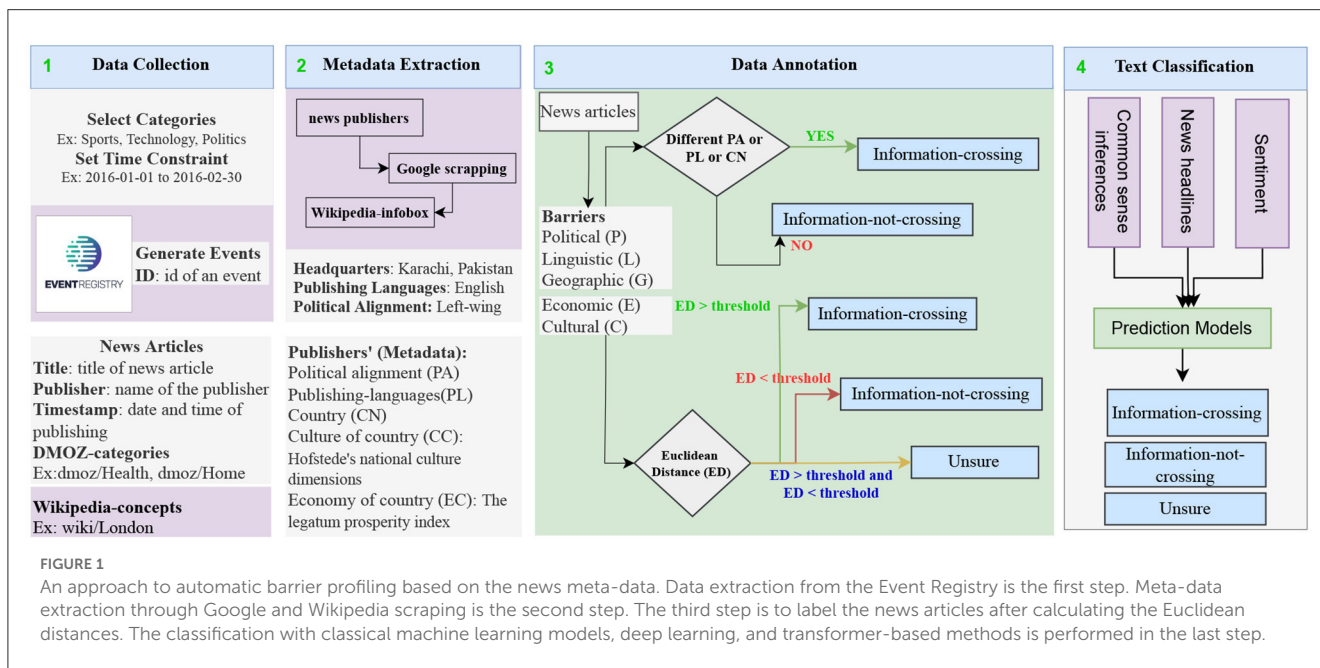 1 Data Collection
Select Categories
Ex: Sports, Technology, Politics
Set Time Constraint
Ex: 2016-01-01 to 2016-02-30
EVENTREGISTRY
Generate Events
ID: id of an event
News Articles
Title: title of news article
Publisher: name of the publisher
Timestamp: date and time of
publishing
DMOZ-categories
Ex:dmoz/Health, dmoz/Home
Wikipedia-concepts
Ex: wiki/London
2 Metadata Extraction
news publishers
Google scrapping
Wikipedia-infobox
Headquarters: Karachi, Pakistan
Publishing Languages: English
Political Alignment: Left-wing
Publishers' (Metadata):
Political alignment (PA)
Publishing-languages(PL)
Country (CN)
Culture of country (CC):
Hofstede's national culture
dimensions
Economy of country (EC): The
legatum prosperity index
3 Data Annotation
News articles
Different PA or
PL or CN
YES
Information-crossing
Information-not-crossing
NO
Barriers
Political (P)
Linguistic (L)
Geographic (G)
Economic (E)
Cultural (C)
ED > threshold
Information-crossing
ED < threshold
Information-not-crossing
Euclidean
Distance (ED)
Unsure
ED > threshold and
ED < threshold
4 Text Classification
Common sense
inferences
News headlines
Sentiment
Prediction Models
Information-crossing
Information-not-
crossing
Unsure
FIGURE 1
An approach to automatic barrier profiling based on the news meta-data. Data extraction from the Event Registry is the first step. Meta-data
extraction through Google and Wikipedia scraping is the second step. The third step is to label the news articles after calculating the Euclidean
distances. The classification with classical machine learning models, deep learning, and transformer-based methods is performed in the last step.